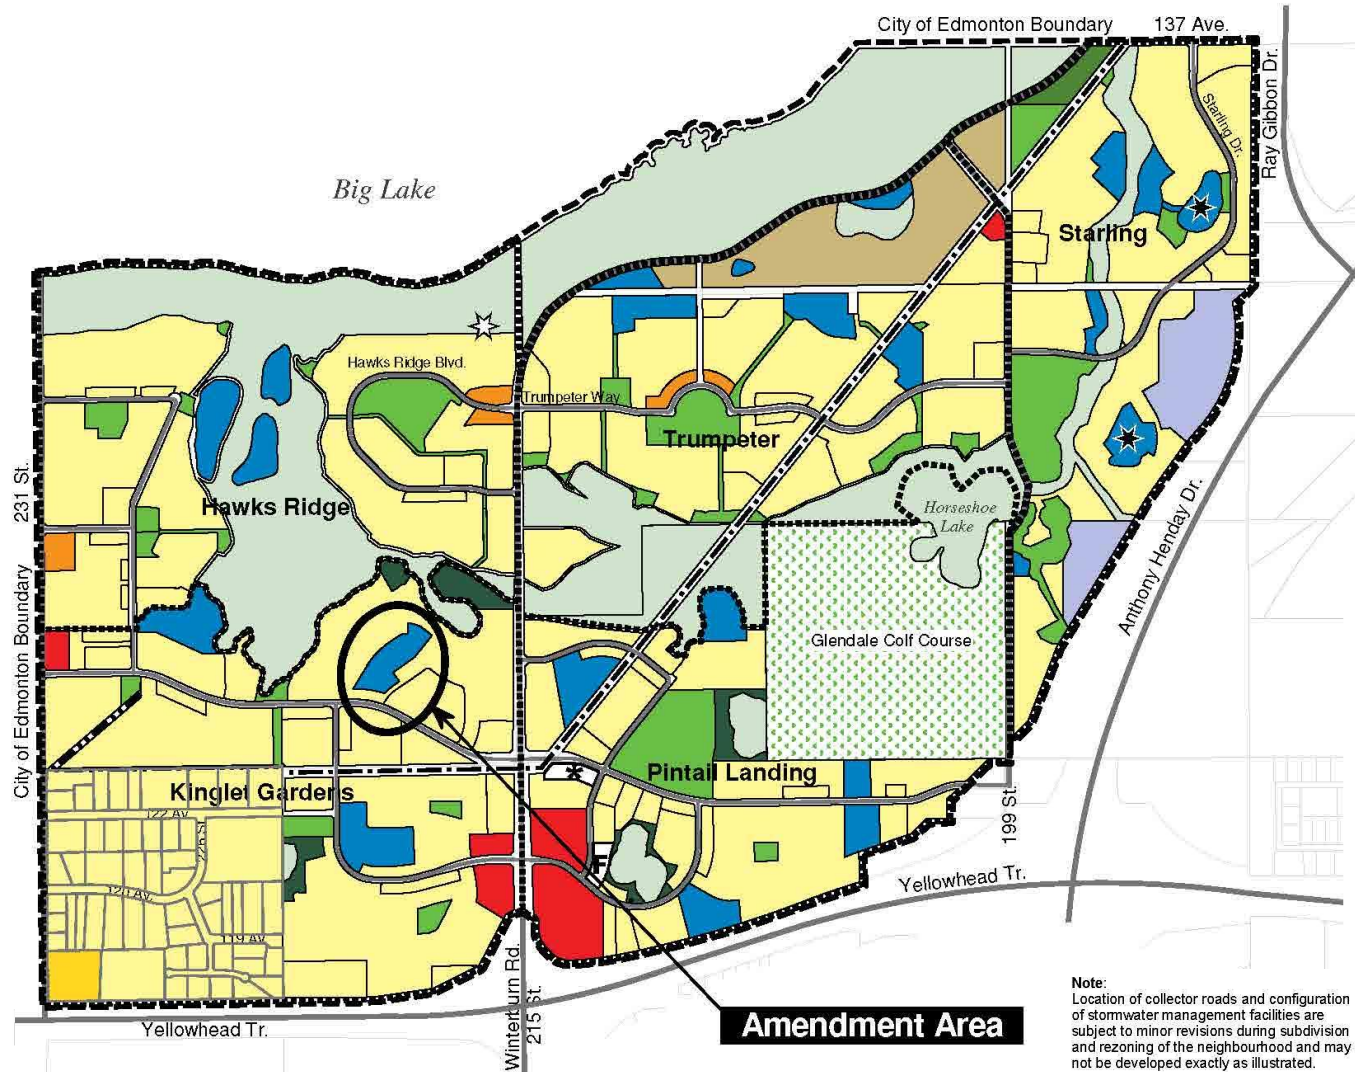 City of Edmonton Boundary
137 Ave.
Ray Gibbon Dr.
Starling Dr.
Big Lake
Starling
Hawks Ridge Blvd.
Trumpeter Way
Trumpeter
231 St.
Hawks Ridge
Horseshoe
Lake
Anthony Henday Dr.
City of Edmonton Boundary
Glendale Colf Course
*
Pintail Landing
Kinglet Gardens
122 AV
226 ST
199 St.
F
Yellowhead Tr.
120 AV.
119 AV
Winterburn Rd.
215 St.
Yellowhead Tr.
Amendment Area
Note:
Location of collector roads and configuration
of stormwater management facilities are
subject to minor revisions during subdivision
and rezoning of the neighbourhood and may
not be developed exactly as illustrated.